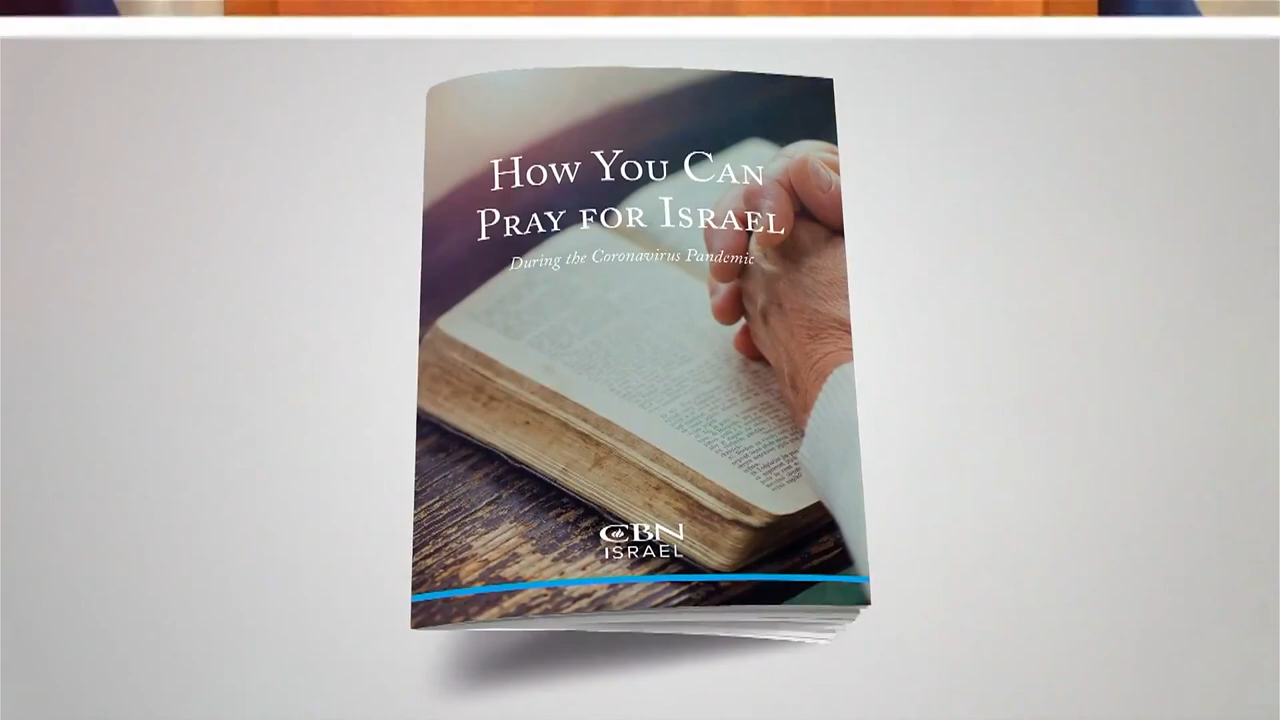 How You Can
Pray for Israel
During the Coronavirus Pandemic
CBN
ISRAEL